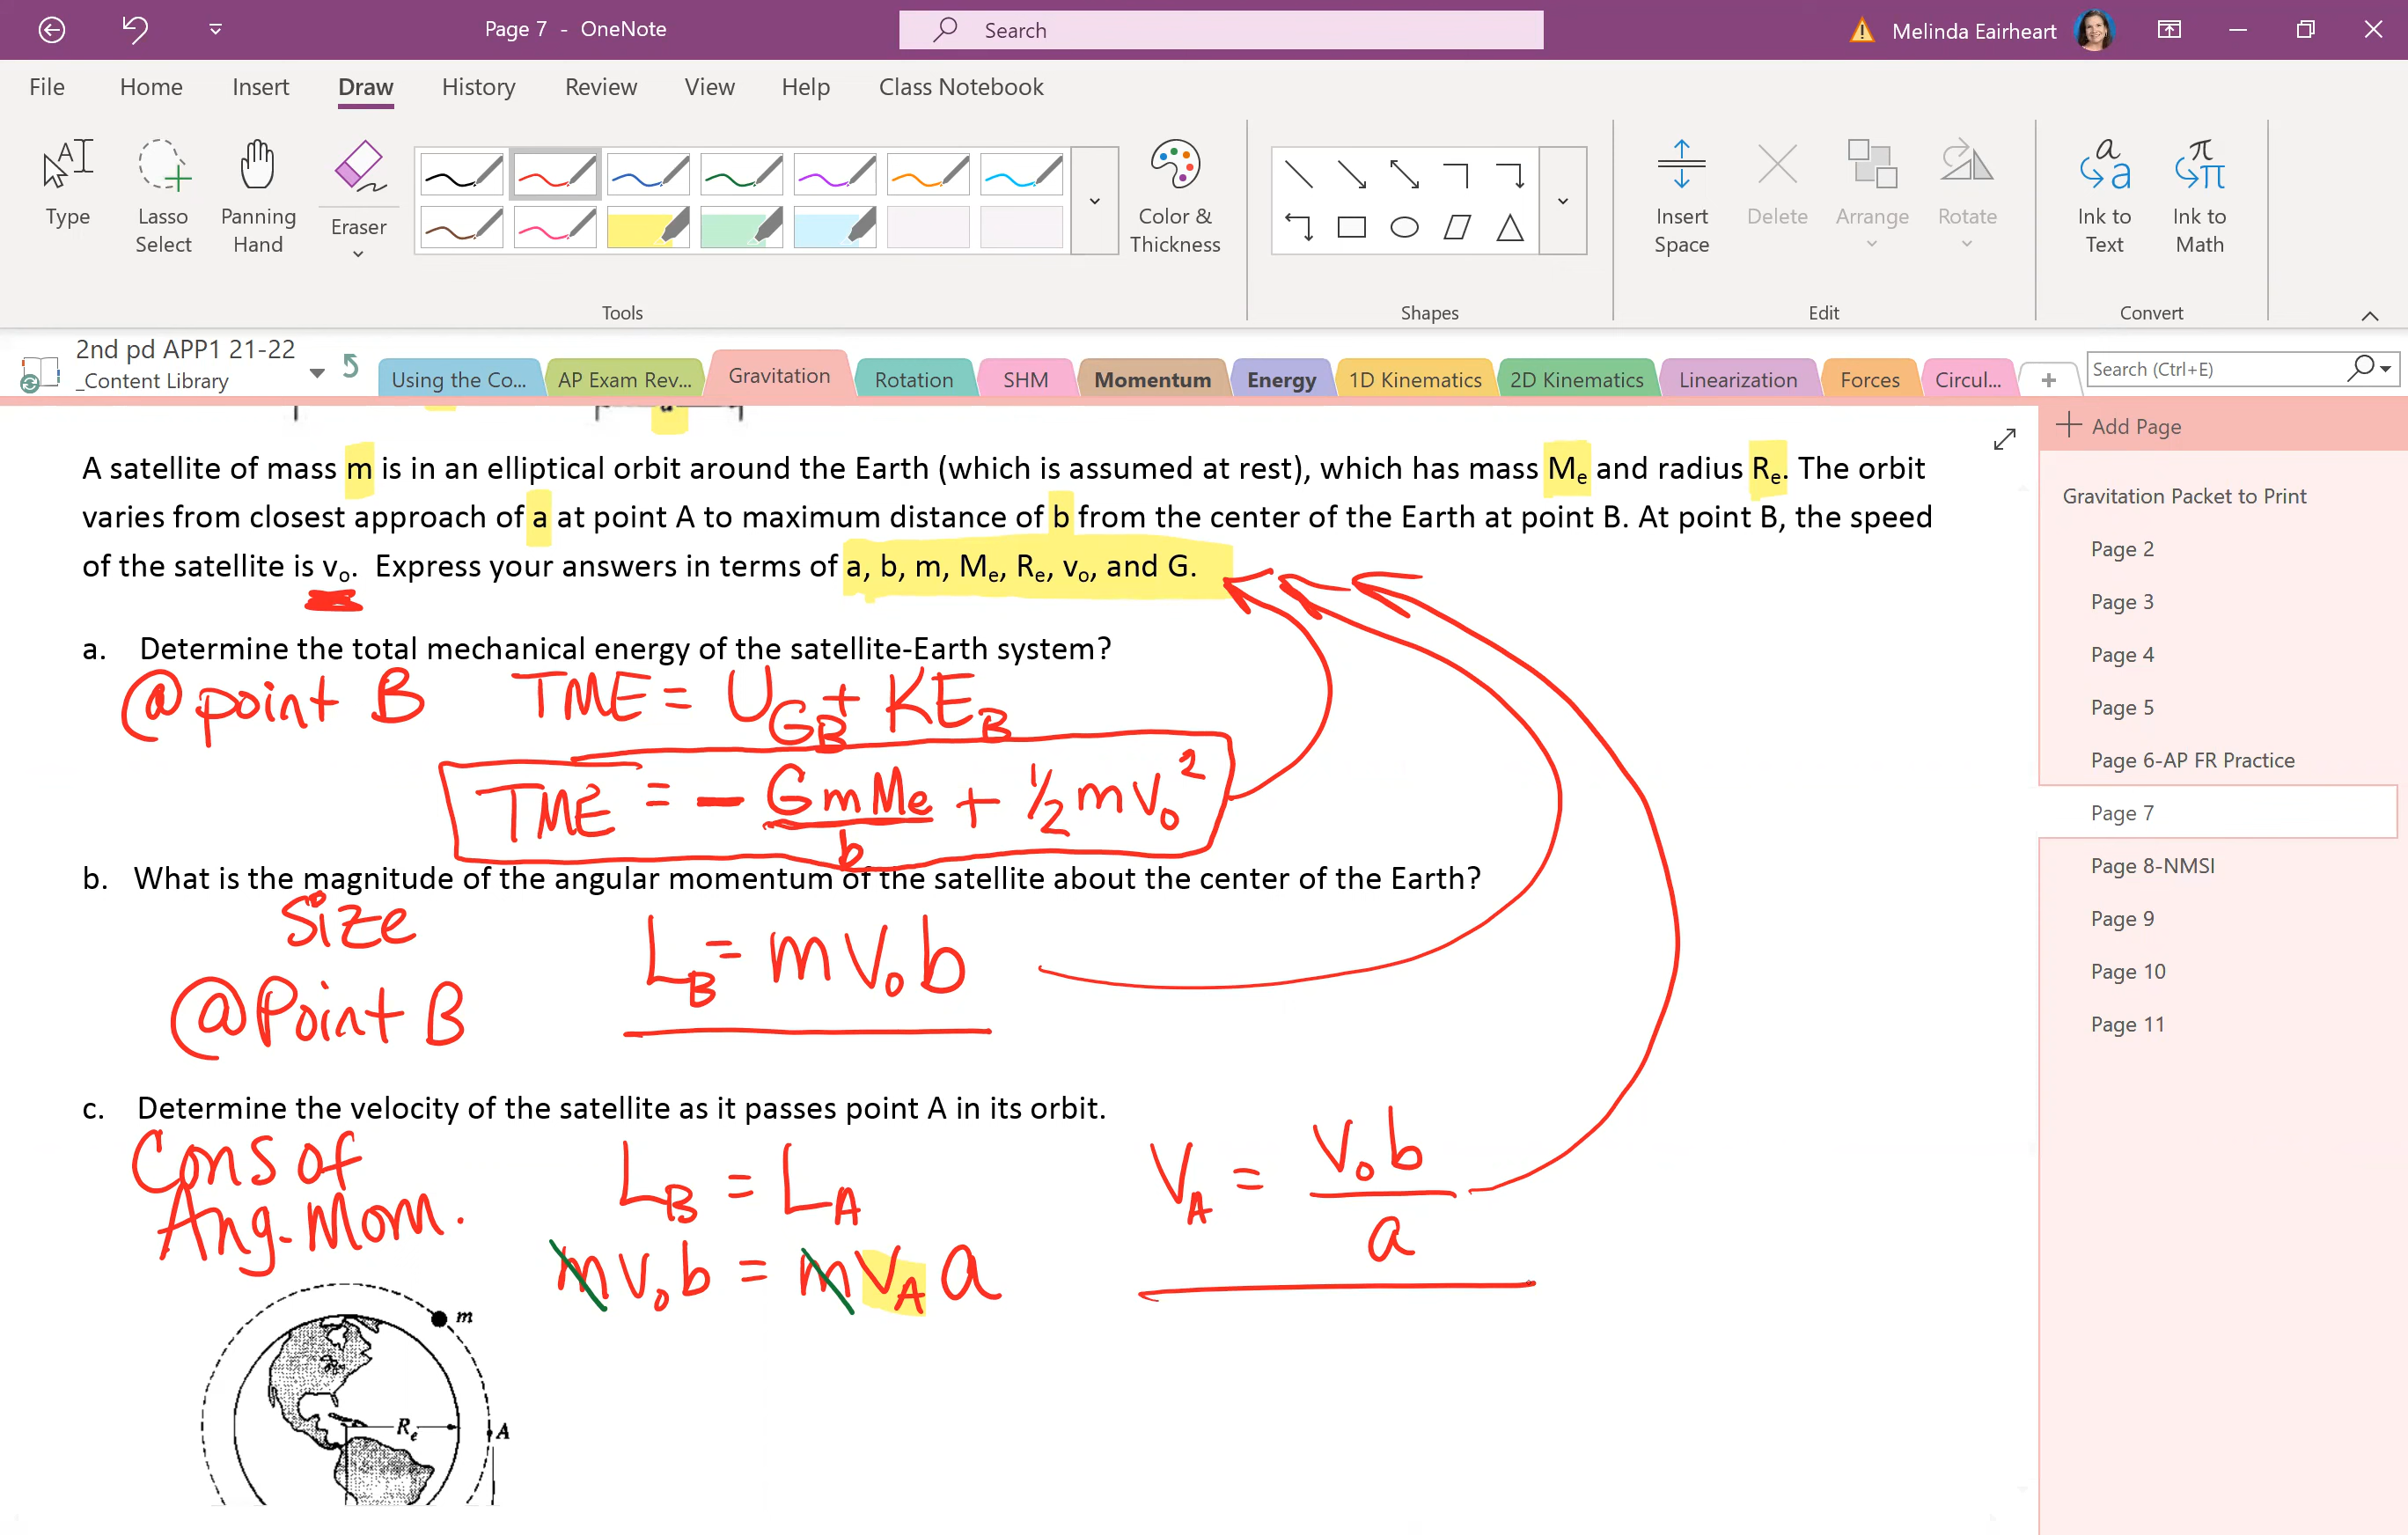 Page 7 - OneNote
Search
Melinda Eairheart
File Home Insert Draw History Review View Help Class Notebook
Type
Lasso Select
Panning Hand
Eraser
Color & Thickness
Insert Space
Delete
Arrange
Rotate
Ink to Text
Ink to Math
Tools
Shapes
Edit
Convert
2nd pd APP1 21-22
_Content Library
Using the Co... AP Exam Rev... Gravitation Rotation SHM Momentum Energy 1D Kinematics 2D Kinematics Linearization Forces Circul...
Search (Ctrl+E)
A satellite of mass m is in an elliptical orbit around the Earth (which is assumed at rest), which has mass Mₑ and radius Rₑ. The orbit
varies from closest approach of a at point A to maximum distance of b from the center of the Earth at point B. At point B, the speed
of the satellite is vₒ. Express your answers in terms of a, b, m, Mₑ, Rₑ, vₒ, and G.
a. Determine the total mechanical energy of the satellite-Earth system?
@point B TME = U_GB + KE_B
TME = - GmMe/b + 1/2 mv₀²
b. What is the magnitude of the angular momentum of the satellite about the center of the Earth?
Size
L_B = mv₀b
@Point B
c. Determine the velocity of the satellite as it passes point A in its orbit.
Cons of
Ang. Mom.
L_B = L_A
mv₀b = mv_A a
V_A = v₀b/a
m
Rₑ
A
Add Page
Gravitation Packet to Print
Page 2
Page 3
Page 4
Page 5
Page 6-AP FR Practice
Page 7
Page 8-NMSI
Page 9
Page 10
Page 11